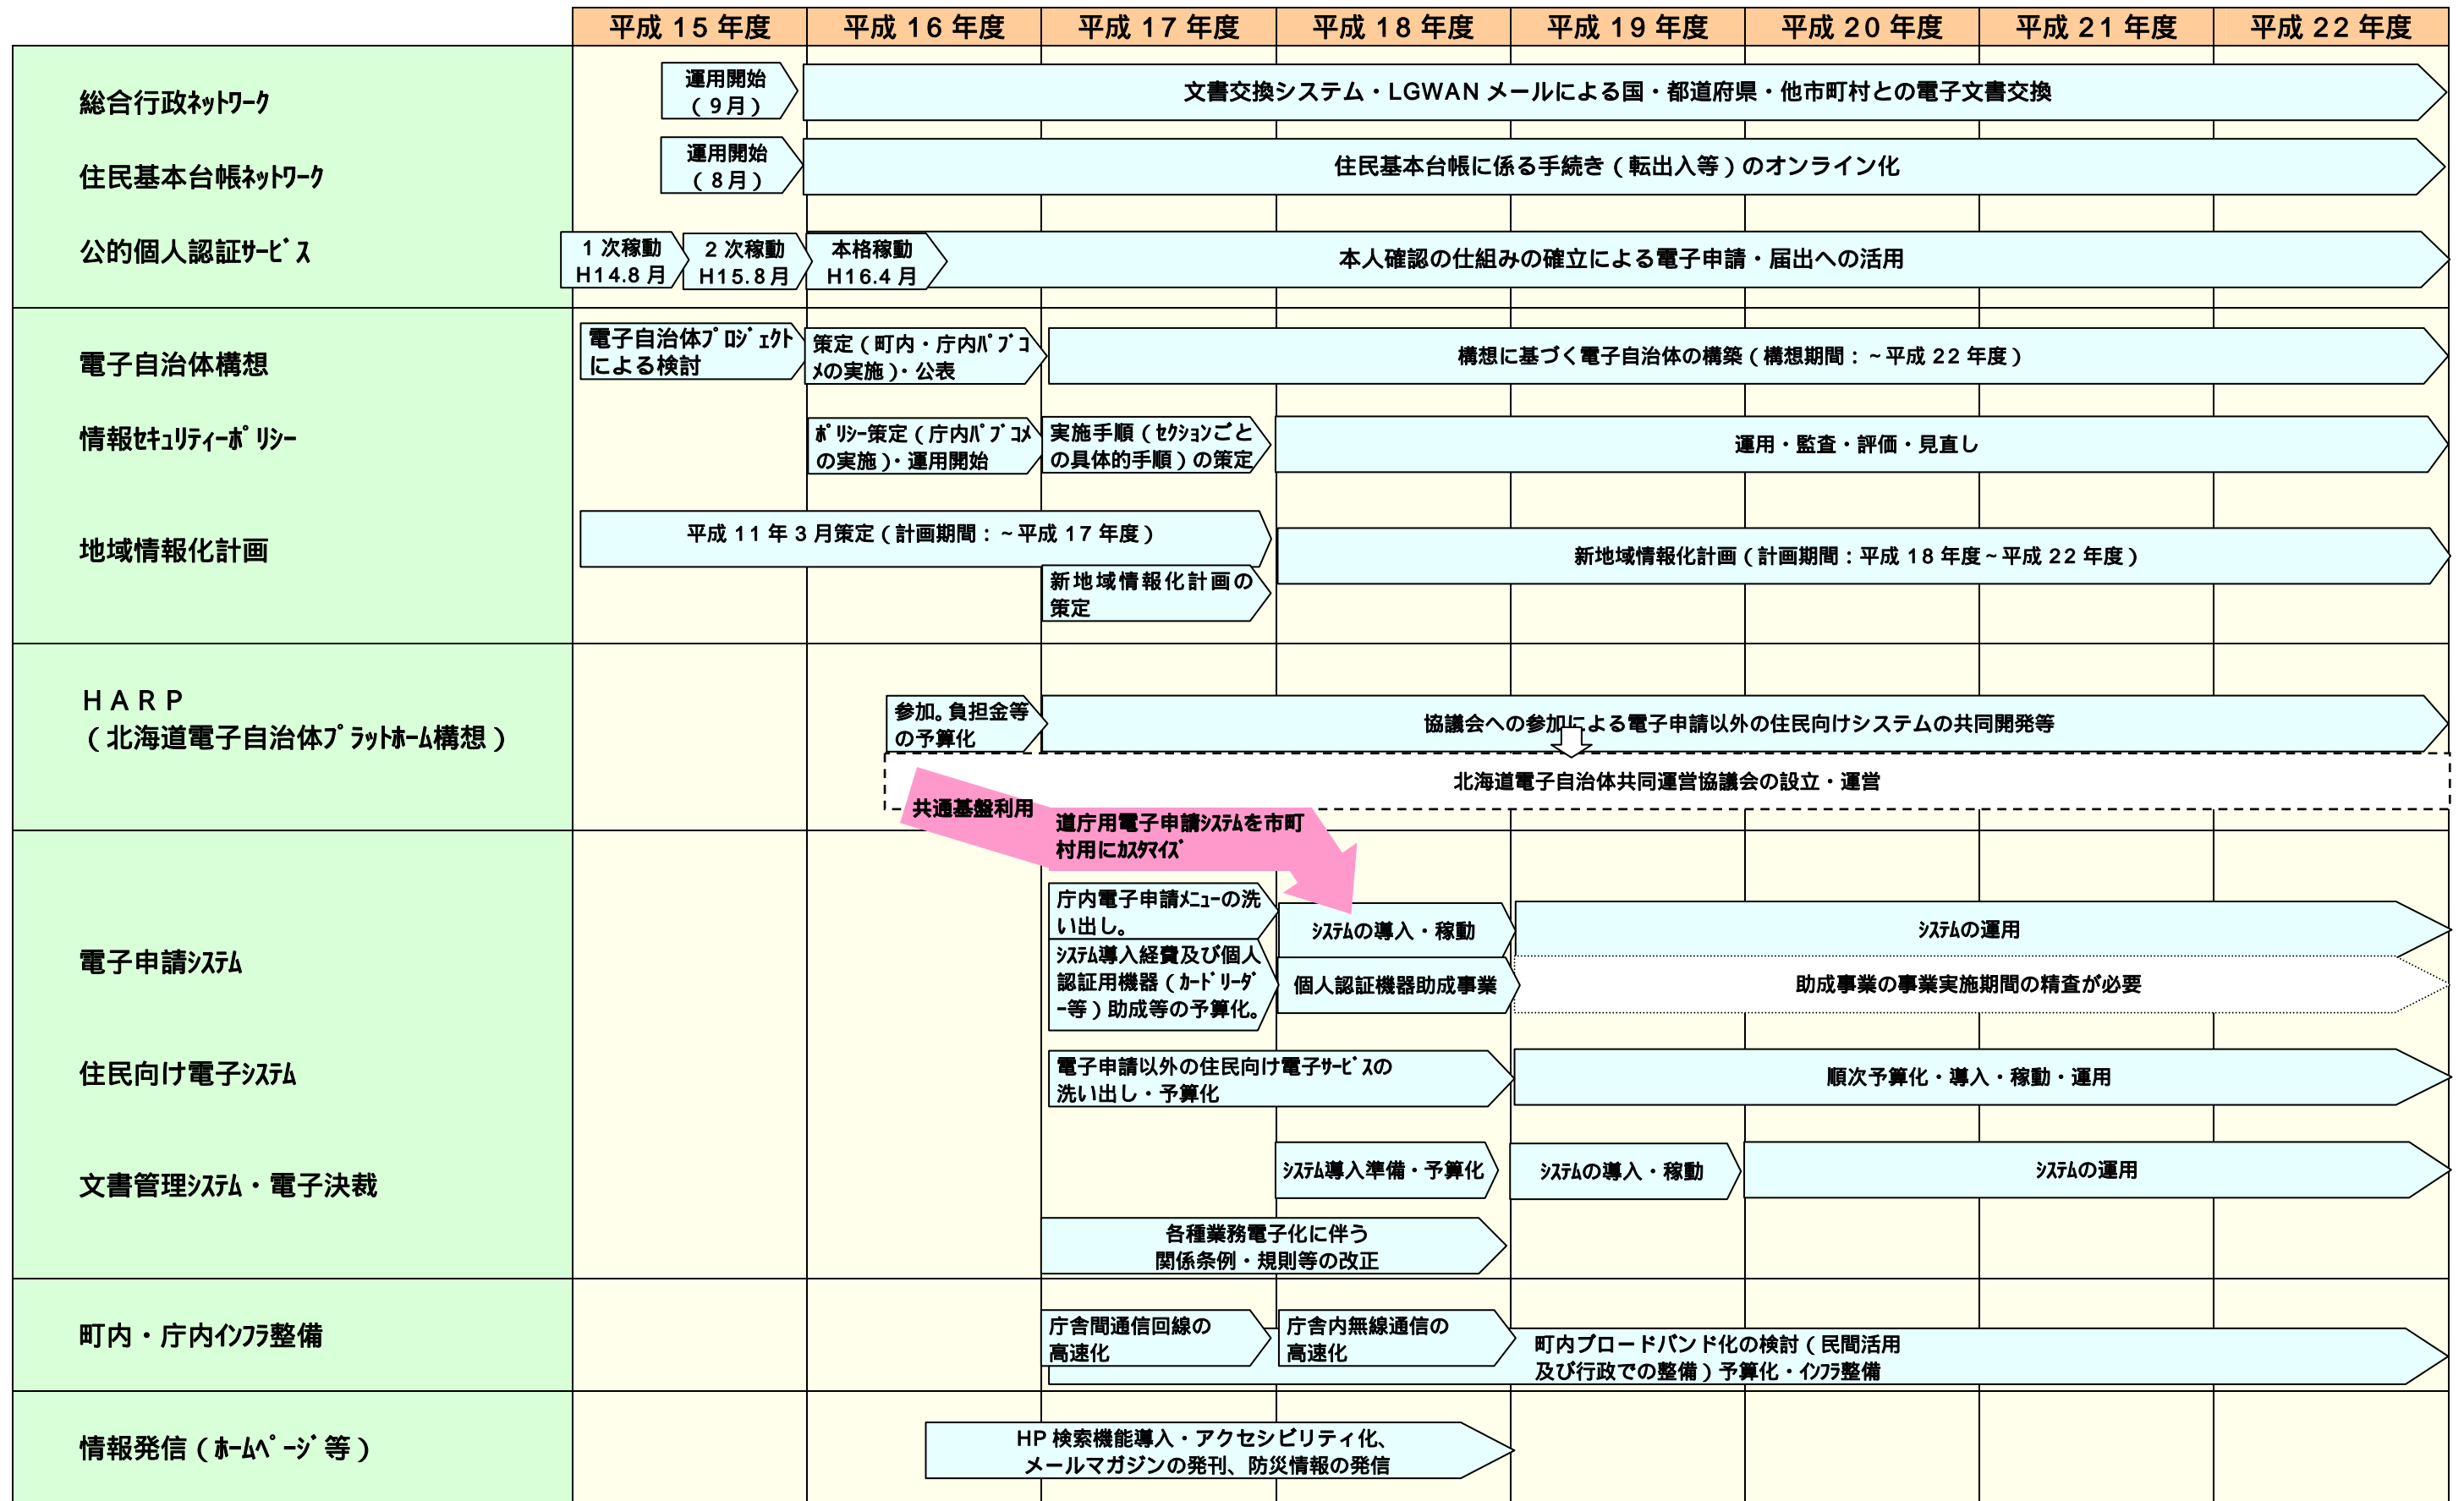 平成 15 年度 平成 16 年度 平成 17 年度 平成 18 年度 平成 19 年度 平成 20 年度 平成 21 年度 平成 22 年度
総合行政ﾈｯﾄﾜｰｸ
運用開始
（９月）
文書交換システム・LGWAN メールによる国・都道府県・他市町村との電子文書交換
住民基本台帳ﾈｯﾄﾜｰｸ
運用開始
（８月）
住民基本台帳に係る手続き（転出入等）のオンライン化
公的個人認証ｻｰﾋﾞｽ
１次稼動
H14.8 月
２次稼動
H15.8 月
本格稼動
H16.4 月
本人確認の仕組みの確立による電子申請・届出への活用
電子自治体構想
電子自治体ﾌﾟﾛｼﾞｪｸﾄ
による検討
策定（町内・庁内ﾊﾟﾌﾞｺ
ﾒの実施）・公表
構想に基づく電子自治体の構築（構想期間：～平成 22 年度）
情報ｾｷｭﾘﾃｨｰﾎﾟﾘｼｰ
ﾎﾟﾘｼｰ策定（庁内ﾊﾟﾌﾞｺﾒ
の実施）・運用開始
実施手順（ｾｸｼｮﾝごと
の具体的手順）の策定
運用・監査・評価・見直し
地域情報化計画
平成 11 年 3 月策定（計画期間：～平成 17 年度）
新地域情報化計画の
策定
新地域情報化計画（計画期間：平成 18 年度～平成 22 年度）
ＨＡＲＰ
（北海道電子自治体ﾌﾟﾗｯﾄﾎｰﾑ構想）
参加。負担金等
の予算化
協議会への参加による電子申請以外の住民向けシステムの共同開発等
北海道電子自治体共同運営協議会の設立・運営
共通基盤利用
道庁用電子申請ｼｽﾃﾑを市町
村用にｶｽﾀﾏｲｽﾞ
電子申請ｼｽﾃﾑ
庁内電子申請ﾒﾆｭｰの洗
い出し。
ｼｽﾃﾑ導入経費及び個人
認証用機器（ｶｰﾄﾞﾘｰﾀﾞ
ｰ等）助成等の予算化。
ｼｽﾃﾑの導入・稼動
個人認証機器助成事業
ｼｽﾃﾑの運用
助成事業の事業実施期間の精査が必要
住民向け電子ｼｽﾃﾑ
電子申請以外の住民向け電子ｻｰﾋﾞｽの
洗い出し・予算化
順次予算化・導入・稼動・運用
文書管理ｼｽﾃﾑ・電子決裁
ｼｽﾃﾑ導入準備・予算化
ｼｽﾃﾑの導入・稼動
ｼｽﾃﾑの運用
各種業務電子化に伴う
関係条例・規則等の改正
町内・庁内ｲﾝﾌﾗ整備
庁舎間通信回線の
高速化
庁舎内無線通信の
高速化
町内ブロードバンド化の検討（民間活用
及び行政での整備）予算化・ｲﾝﾌﾗ整備
情報発信（ﾎｰﾑﾍﾟｰｼﾞ等）
HP 検索機能導入・アクセシビリティ化、
メールマガジンの発刊、防災情報の発信